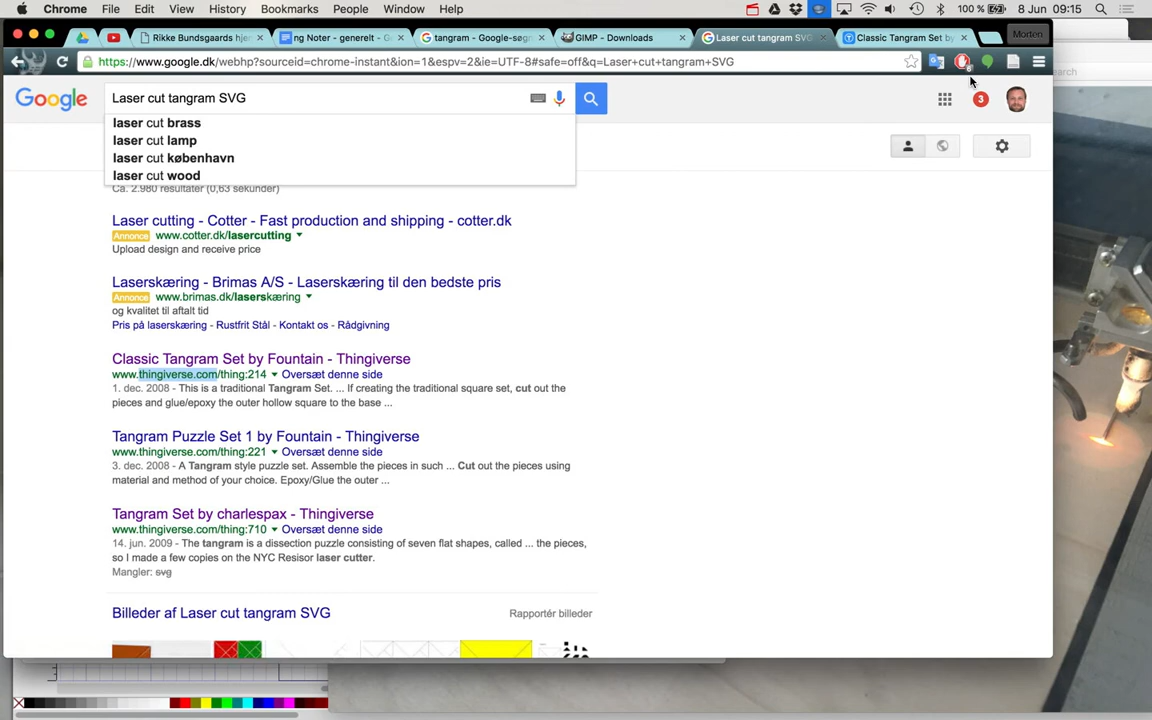 Chrome File Edit View History Bookmarks People Window Help 100 % 8 Jun 09:15
Rikke Bundsgaards hje
ng Noter - generelt - G
tangram - Google-søg
GIMP - Downloads
Laser cut tangram SVG
Classic Tangram Set by
Morten
https://www.google.dk/webhp?sourceid=chrome-instant&ion=1&espv=2&ie=UTF-8#safe=off&q=Laser+cut+tangram+SVG
6
earch
Google
Laser cut tangram SVG
3
laser cut brass
laser cut lamp
laser cut københavn
laser cut wood
Ca. 2.980 resultater (0,63 sekunder)
Laser cutting - Cotter - Fast production and shipping - cotter.dk
Annonce www.cotter.dk/lasercutting
Upload design and receive price
Laserskæring - Brimas A/S - Laserskæring til den bedste pris
Annonce www.brimas.dk/laserskæring
og kvalitet til aftalt tid
Pris på laserskæring - Rustfrit Stål - Kontakt os - Rådgivning
Classic Tangram Set by Fountain - Thingiverse
www.thingiverse.com/thing:214 Oversæt denne side
1. dec. 2008 - This is a traditional Tangram Set. ... If creating the traditional square set, cut out the
pieces and glue/epoxy the outer hollow square to the base ...
Tangram Puzzle Set 1 by Fountain - Thingiverse
www.thingiverse.com/thing:221 Oversæt denne side
3. dec. 2008 - A Tangram style puzzle set. Assemble the pieces in such ... Cut out the pieces using
material and method of your choice. Epoxy/Glue the outer ...
Tangram Set by charlespax - Thingiverse
www.thingiverse.com/thing:710 Oversæt denne side
14. jun. 2009 - The tangram is a dissection puzzle consisting of seven flat shapes, called ... the pieces,
so I made a few copies on the NYC Resisor laser cutter.
Mangler: svg
Billeder af Laser cut tangram SVG
Rapportér billeder